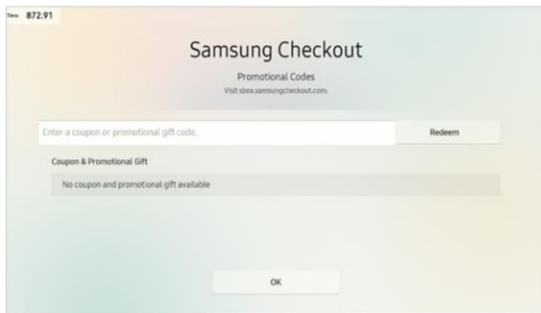 Time 872.91
Samsung Checkout
Promotional Codes
Visit sbox.samsungcheckout.com.
Enter a coupon or promotional gift code.
Redeem
Coupon & Promotional Gift
No coupon and promotional gift available
OK